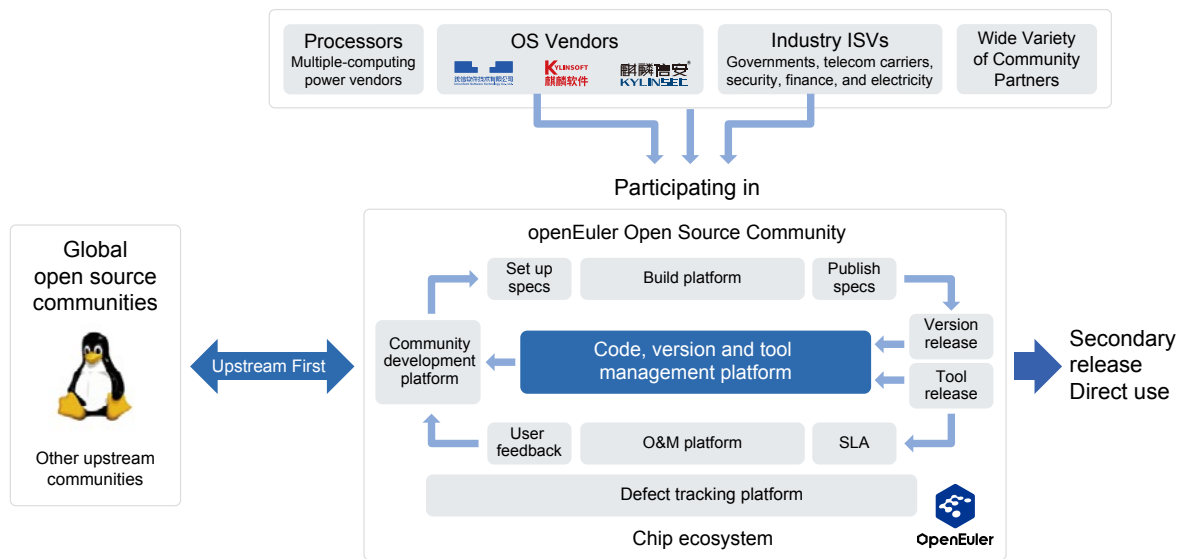 Processors
Multiple-computing
power vendors
OS Vendors
KYLINSOFT
麒麟软件
麒麟信安
KYLINSEC
Industry ISVs
Governments, telecom carriers,
security, finance, and electricity
Wide Variety
of Community
Partners
Participating in
Global
open source
communities
Other upstream
communities
Upstream First
openEuler Open Source Community
Set up
specs
Build platform
Publish
specs
Community
development
platform
Code, version and tool
management platform
Version
release
Tool
release
User
feedback
O&M platform
SLA
Defect tracking platform
Chip ecosystem
OpenEuler
Secondary
release
Direct use